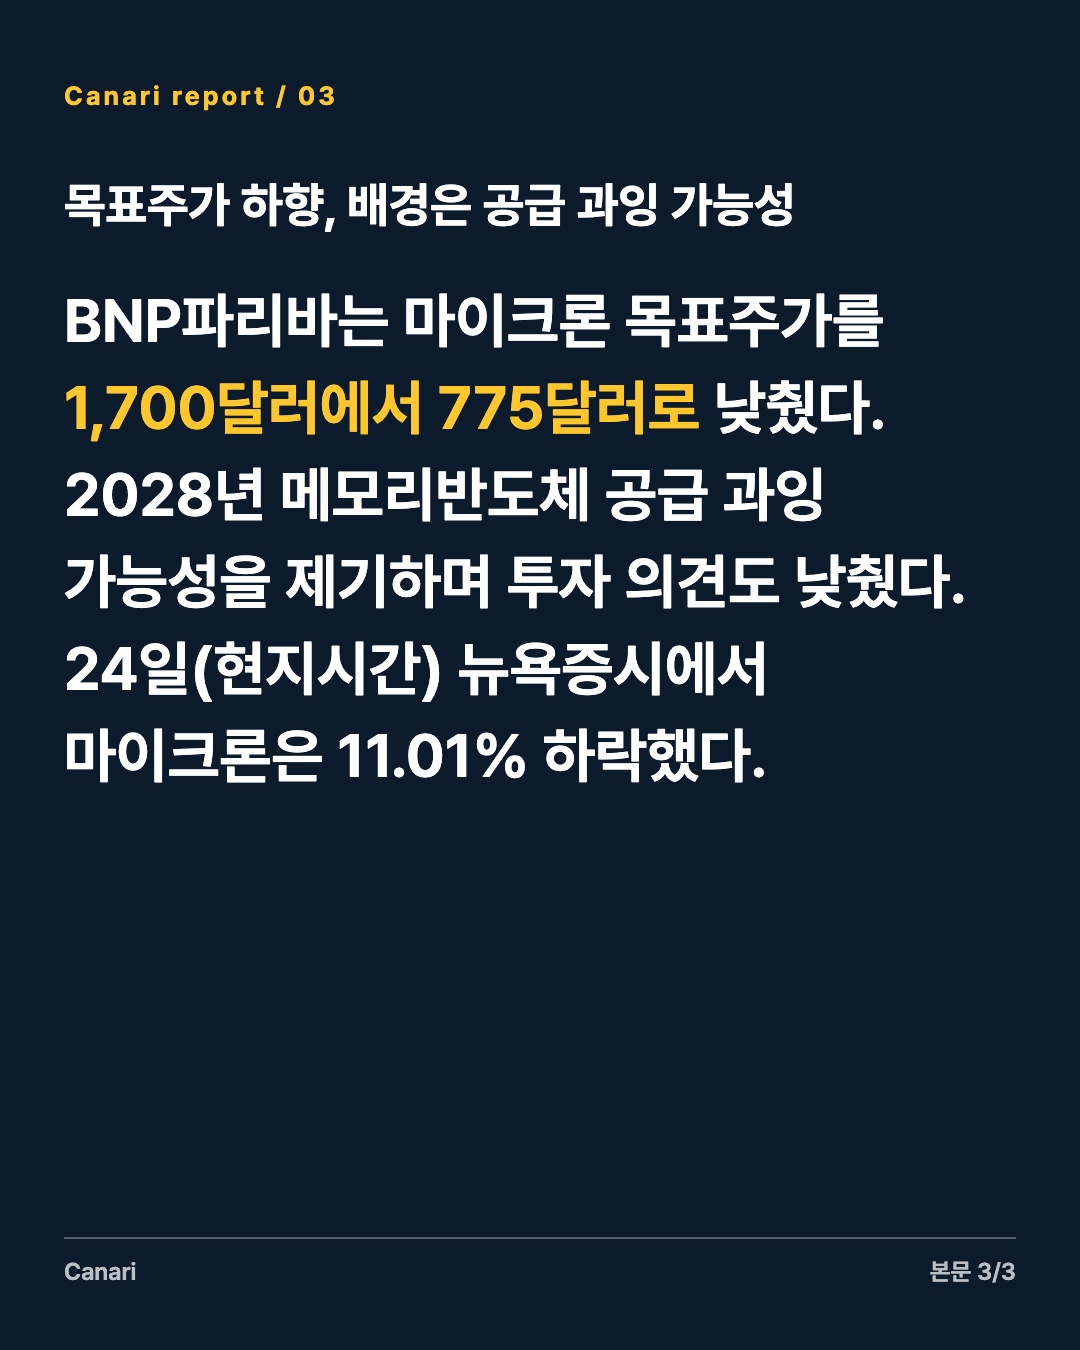 Canari report / 03
목표주가 하향, 배경은 공급 과잉 가능성
BNP파리바는 마이크론 목표주가를
1,700달러에서 775달러로 낮췄다.
2028년 메모리반도체 공급 과잉
가능성을 제기하며 투자 의견도 낮췄다.
24일(현지시간) 뉴욕증시에서
마이크론은 11.01% 하락했다.
Canari
본문 3/3